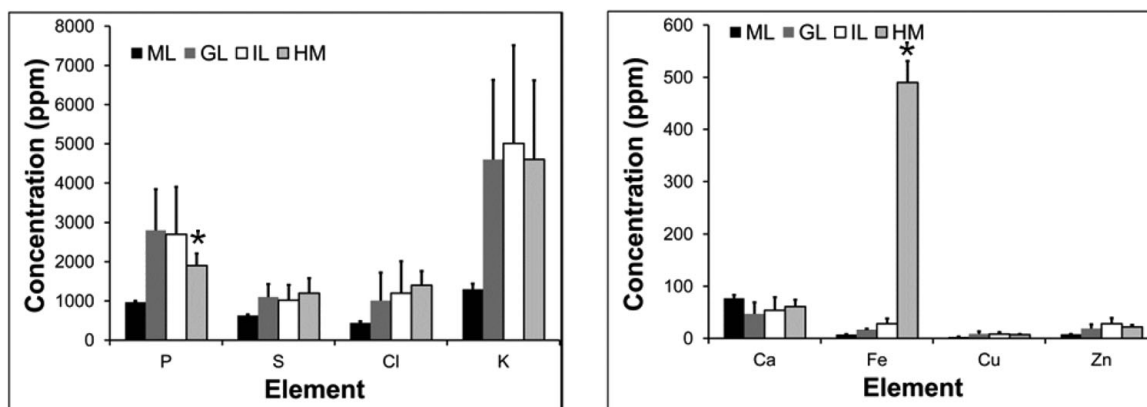 8000
7000
6000
5000
4000
3000
2000
1000
0
Concentration (ppm)
ML GL IL HM
*
P S Cl K
Element
600
500
400
300
200
100
0
Concentration (ppm)
ML GL IL HM
*
Ca Fe Cu Zn
Element